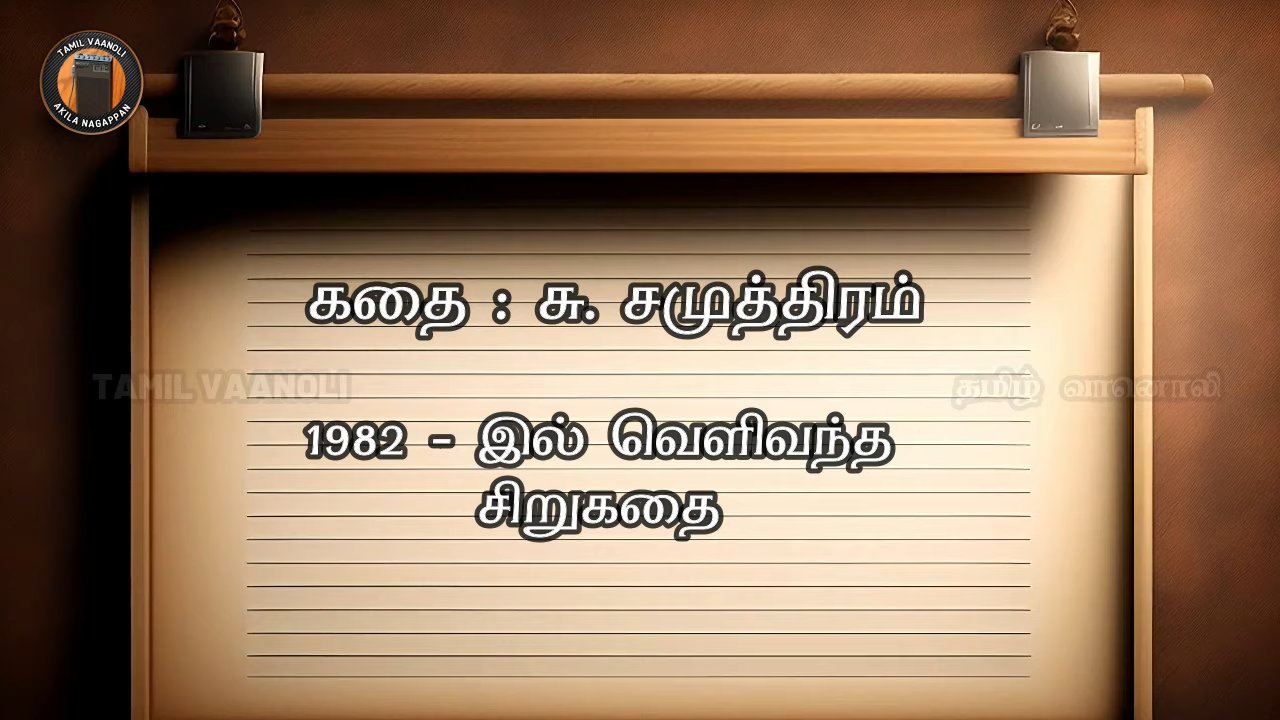 TAMIL VAANOLI
AKILA NAGAPPAN
கதை : சு. சமுத்திரம்
TAMIL VAANOLI
தமிழ் வானொலி
1982 - இல் வெளிவந்த
சிறுகதை